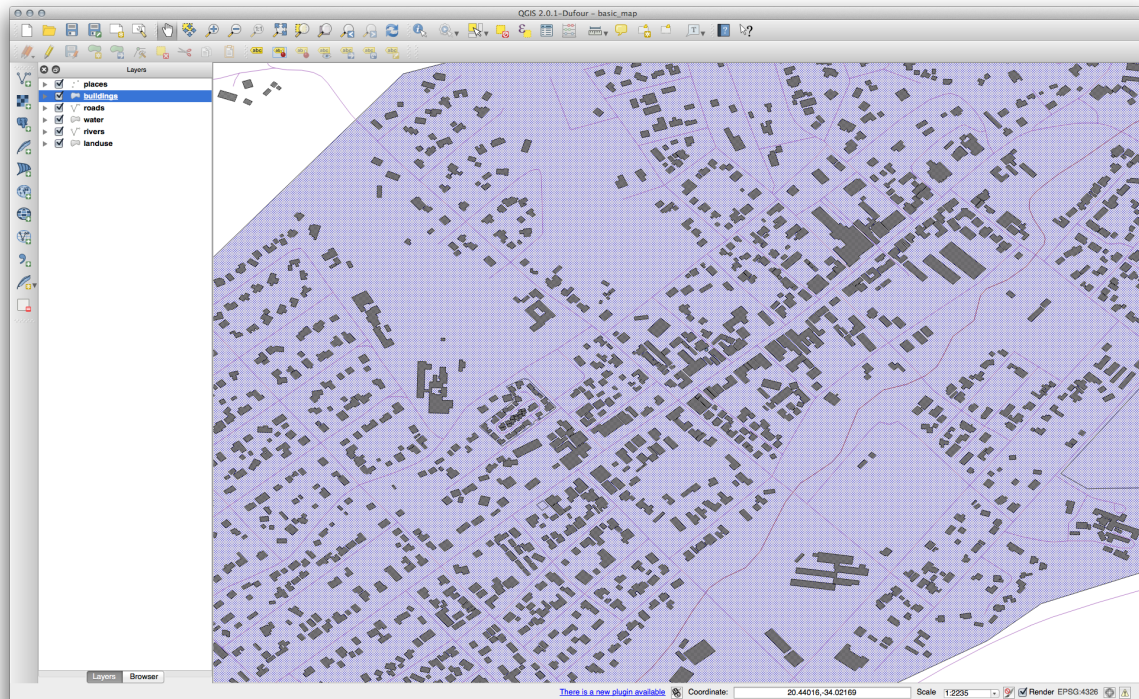 QGIS 2.0.1-Dufour - basic_map
Layers
places
buildings
roads
water
rivers
landuse
Layers Browser
There is a new plugin available Coordinate: 20.44016,-34.02169 Scale 1:2235 Render EPSG:4326